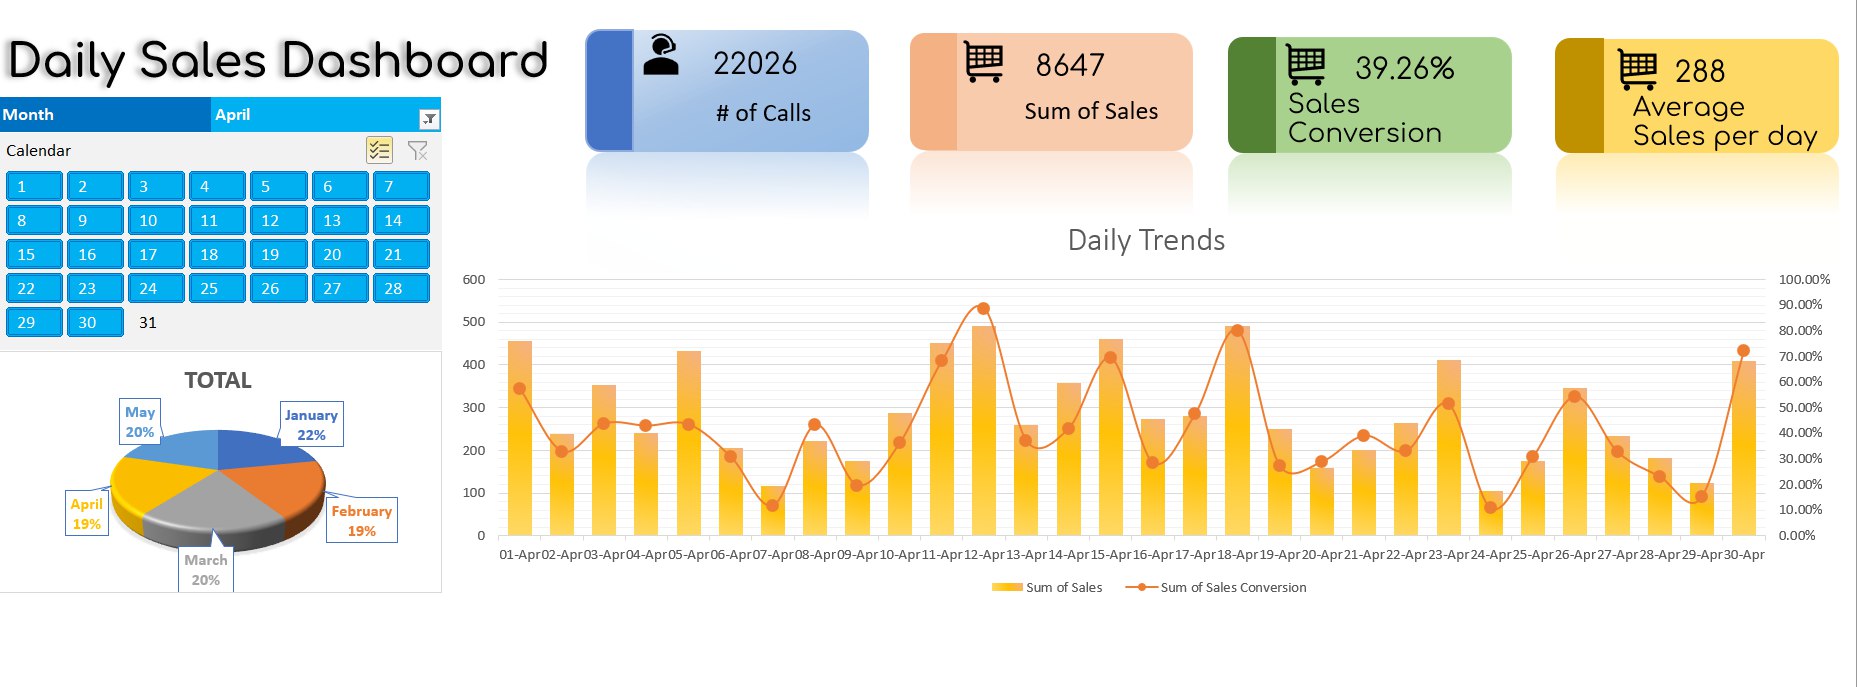 Daily Sales Dashboard
22026
# of Calls
8647
Sum of Sales
39.26%
Sales
Conversion
288
Average
Sales per day
Month April
Calendar
1 2 3 4 5 6 7
8 9 10 11 12 13 14
15 16 17 18 19 20 21
22 23 24 25 26 27 28
29 30 31
TOTAL
May
20%
January
22%
April
19%
February
19%
March
20%
Daily Trends
600
500
400
300
200
100
0
100.00%
90.00%
80.00%
70.00%
60.00%
50.00%
40.00%
30.00%
20.00%
10.00%
0.00%
01-Apr 02-Apr 03-Apr 04-Apr 05-Apr 06-Apr 07-Apr 08-Apr 09-Apr 10-Apr 11-Apr 12-Apr 13-Apr 14-Apr 15-Apr 16-Apr 17-Apr 18-Apr 19-Apr 20-Apr 21-Apr 22-Apr 23-Apr 24-Apr 25-Apr 26-Apr 27-Apr 28-Apr 29-Apr 30-Apr
Sum of Sales Sum of Sales Conversion